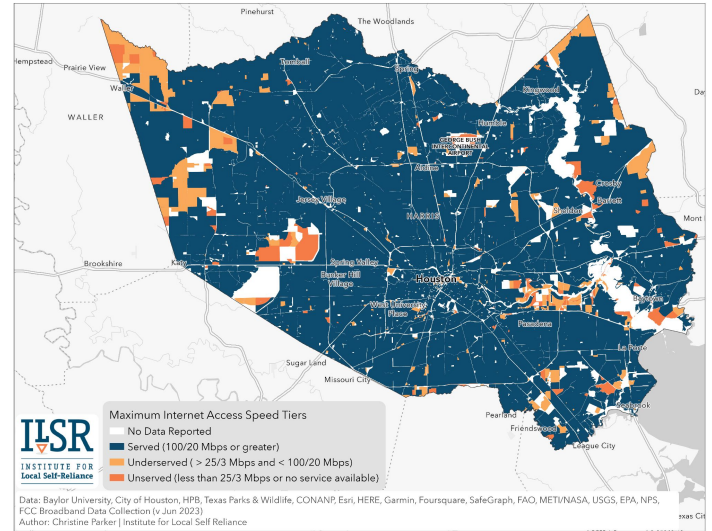 Pinehurst
The Woodlands
Hempstead
Prairie View
Tomball
Spring
Waller
Kingwood
WALLER
Humble
GEORGE BUSH
INTERCONTINENTAL
AIRPORT
Aldine
Crosby
Barrett
Jersey Village
Sheldon
HARRIS
Mont
Brookshire
Katy
Spring Valley
Bunker Hill
Village
Houston
Baytown
West University
Place
Pasadena
La Porte
Sugar Land
Missouri City
Seabrook
Pearland
Friendswood
League City
ILSR
INSTITUTE FOR
Local Self-Reliance
Maximum Internet Access Speed Tiers
No Data Reported
Served (100/20 Mbps or greater)
Underserved ( > 25/3 Mbps and < 100/20 Mbps)
Unserved (less than 25/3 Mbps or no service available)
Data: Baylor University, City of Houston, HPB, Texas Parks & Wildlife, CONANP, Esri, HERE, Garmin, Foursquare, SafeGraph, FAO, METI/NASA, USGS, EPA, NPS,
FCC Broadband Data Collection (v Jun 2023)
Author: Christine Parker | Institute for Local Self Reliance
exas Cit